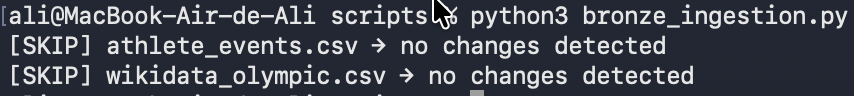 [ali@MacBook-Air-de-Ali scripts % python3 bronze_ingestion.py
[SKIP] athlete_events.csv → no changes detected
[SKIP] wikidata_olympic.csv → no changes detected